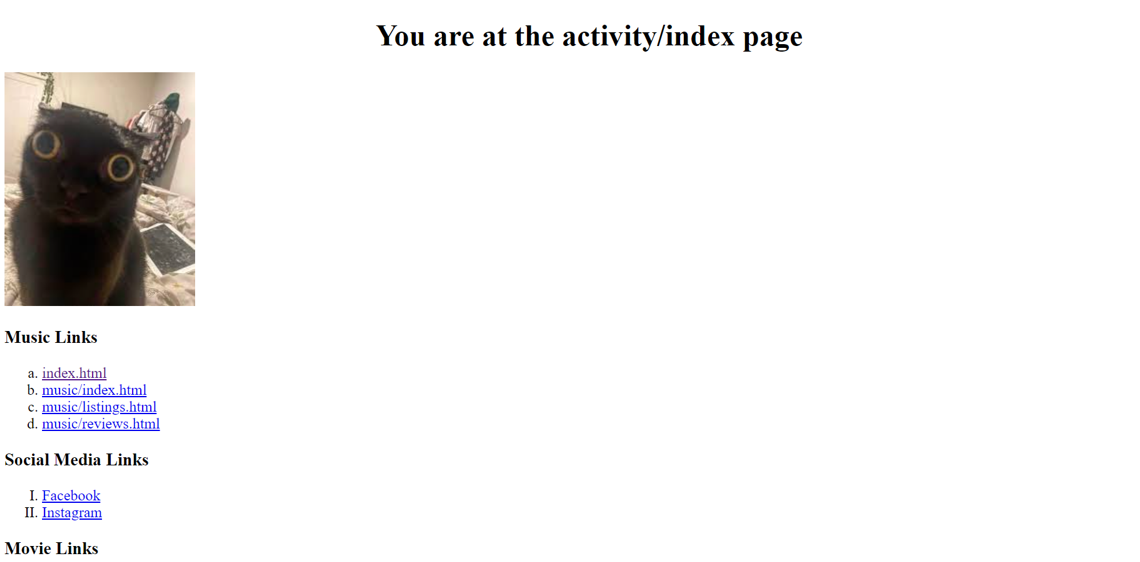 You are at the activity/index page
Music Links
a. index.html
b. music/index.html
c. music/listings.html
d. music/reviews.html
Social Media Links
I. Facebook
II. Instagram
Movie Links